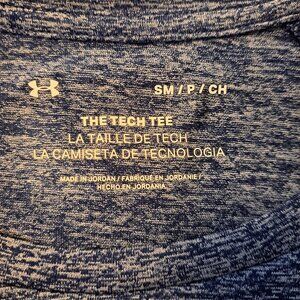 SM / P / CH
THE TECH TEE
LA TAILLE DE TECH
LA CAMISETA DE TECNOLOGIA
MADE IN JORDAN / FABRIQUÉ EN JORDANIE /
HECHO EN JORDANIA